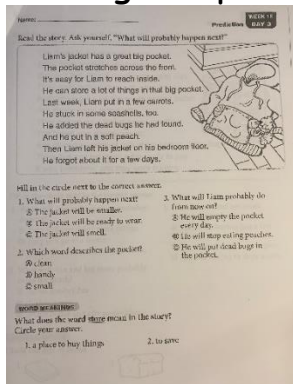 Name:
WEEK 11
Prediction DAY 3
Read the story. Ask yourself, "What will probably happen next?"
Liam's jacket has a great big pocket.
The pocket stretches across the front.
It's easy for Liam to reach inside.
He can store a lot of things in that big pocket.
Last week, Liam put in a few carrots.
He stuck in some seashells, too.
He added the dead bugs he had found.
And he put in a soft peach.
Then Liam left his jacket on his bedroom floor.
He forgot about it for a few days.
Fill in the circle next to the correct answer.
1. What will probably happen next?
Ⓐ The jacket will be smaller.
Ⓑ The jacket will be ready to wear.
Ⓒ The jacket will smell.
2. Which word describes the pocket?
Ⓐ clean
Ⓑ handy
Ⓒ small
3. What will Liam probably do
from now on?
Ⓐ He will empty the pocket
every day.
Ⓑ He will stop eating peaches.
Ⓒ He will put dead bugs in
the pocket.
WORD MEANINGS
What does the word store mean in the story?
Circle your answer.
1. a place to buy things 2. to save